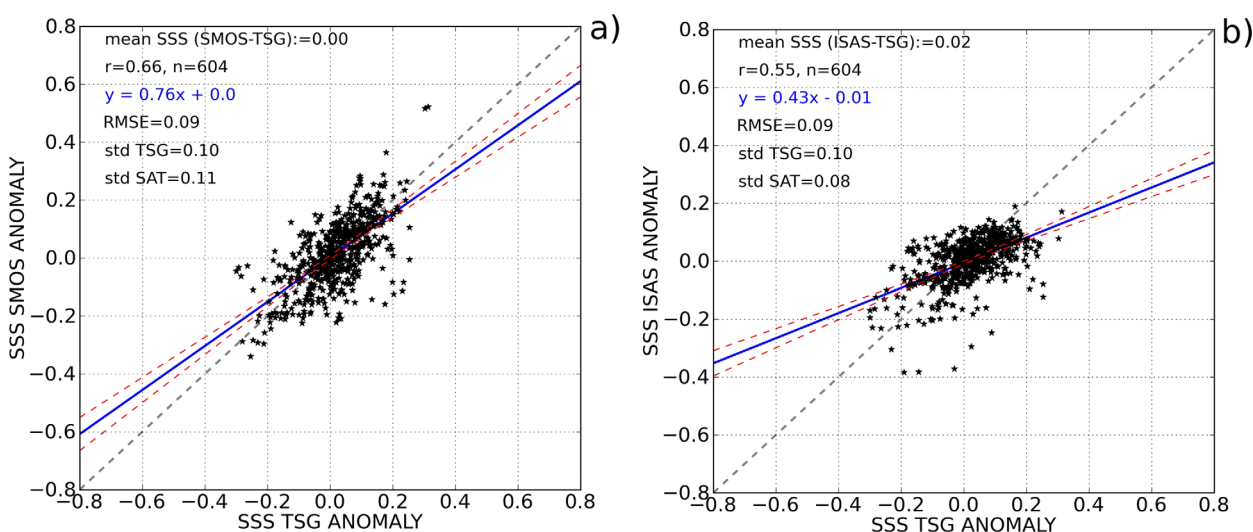 a)
mean SSS (SMOS-TSG):=0.00
r=0.66, n=604
y = 0.76x + 0.0
RMSE=0.09
std TSG=0.10
std SAT=0.11
SSS SMOS ANOMALY
0.8
0.6
0.4
0.2
0.0
−0.2
−0.4
−0.6
−0.8
−0.8 −0.6 −0.4 −0.2 0.0 0.2 0.4 0.6 0.8
SSS TSG ANOMALY
b)
mean SSS (ISAS-TSG):=0.02
r=0.55, n=604
y = 0.43x - 0.01
RMSE=0.09
std TSG=0.10
std SAT=0.08
SSS ISAS ANOMALY
0.8
0.6
0.4
0.2
0.0
−0.2
−0.4
−0.6
−0.8
−0.8 −0.6 −0.4 −0.2 0.0 0.2 0.4 0.6 0.8
SSS TSG ANOMALY